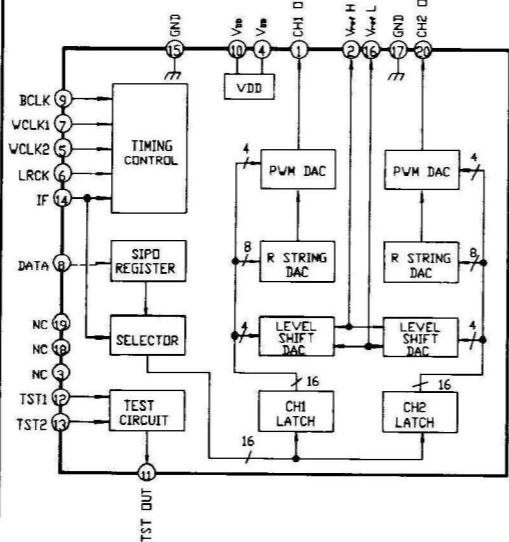 GND
15
VDD
10
VDD
4
CH1 O
1
Vref H
2
Vref L
16
GND
17
CH2 O
20
VDD
BCLK 9
WCLK1 7
WCLK2 5
LRCK 6
IF 14
TIMING
CONTROL
4
PWM DAC
PWM DAC
4
DATA 8
SIPO
REGISTER
8
R STRING
DAC
R STRING
DAC
8
NC 19
NC 18
NC 3
SELECTOR
4
LEVEL
SHIFT
DAC
LEVEL
SHIFT
DAC
4
16
16
TST1 12
TST2 13
TEST
CIRCUIT
CH1
LATCH
CH2
LATCH
16
11
TST OUT